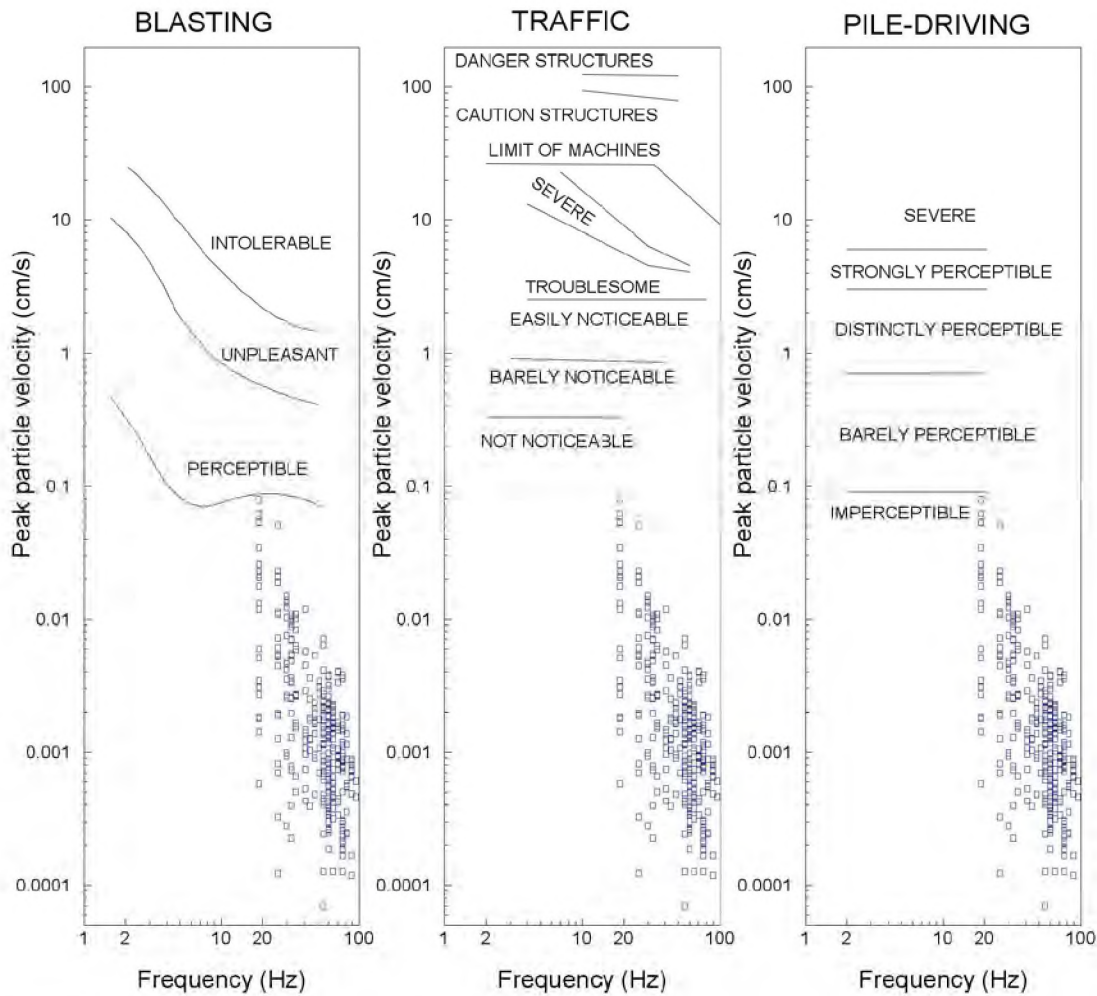 BLASTING
Peak particle velocity (cm/s)
100
10
1
0.1
0.01
0.001
0.0001
INTOLERABLE
UNPLEASANT
PERCEPTIBLE
1 2 10 20 100
Frequency (Hz)
TRAFFIC
Peak particle velocity (cm/s)
100
10
1
0.1
0.01
0.001
0.0001
DANGER STRUCTURES
CAUTION STRUCTURES
LIMIT OF MACHINES
SEVERE
TROUBLESOME
EASILY NOTICEABLE
BARELY NOTICEABLE
NOT NOTICEABLE
1 2 10 20 100
Frequency (Hz)
PILE-DRIVING
Peak particle velocity (cm/s)
100
10
1
0.1
0.01
0.001
0.0001
SEVERE
STRONGLY PERCEPTIBLE
DISTINCTLY PERCEPTIBLE
BARELY PERCEPTIBLE
IMPERCEPTIBLE
1 2 10 20 100
Frequency (Hz)